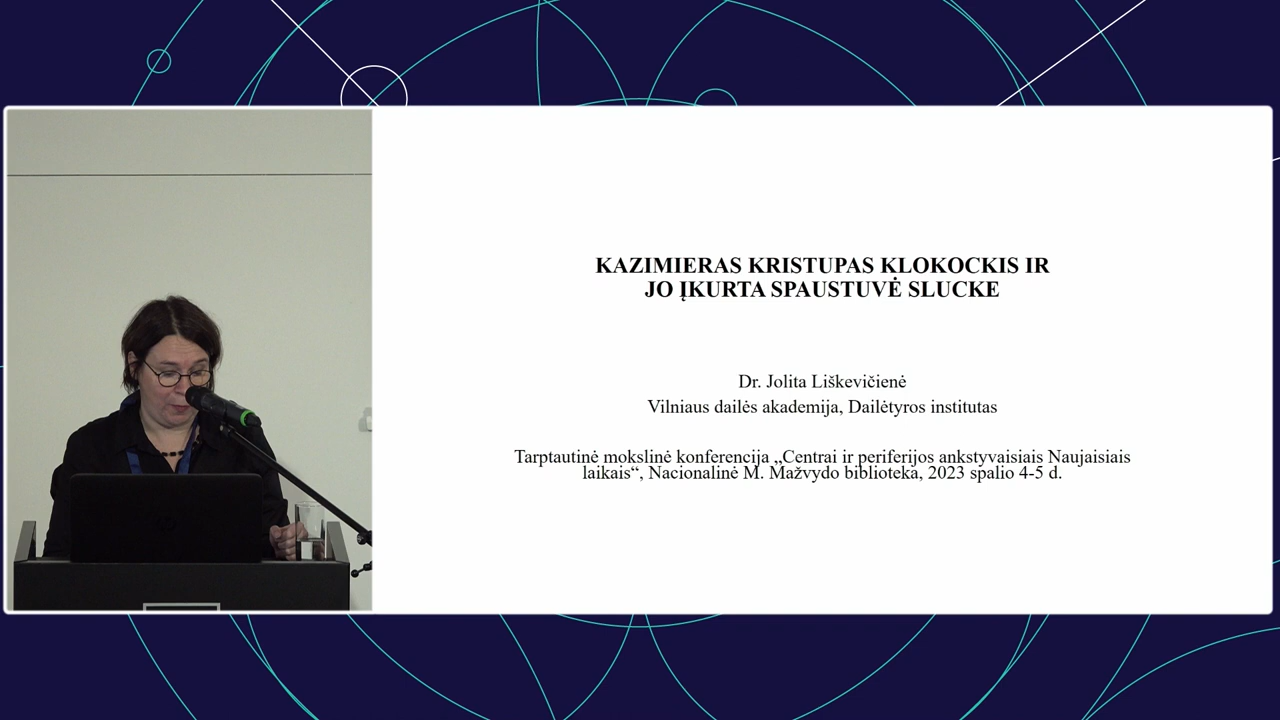 KAZIMIERAS KRISTUPAS KLOKOCKIS IR
JO ĮKURTA SPAUSTUVĖ SLUCKE
Dr. Jolita Liškevičienė
Vilniaus dailės akademija, Dailėtyros institutas
Tarptautinė mokslinė konferencija „Centrai ir periferijos ankstyvaisiais Naujaisiais
laikais“, Nacionalinė M. Mažvydo biblioteka, 2023 spalio 4-5 d.